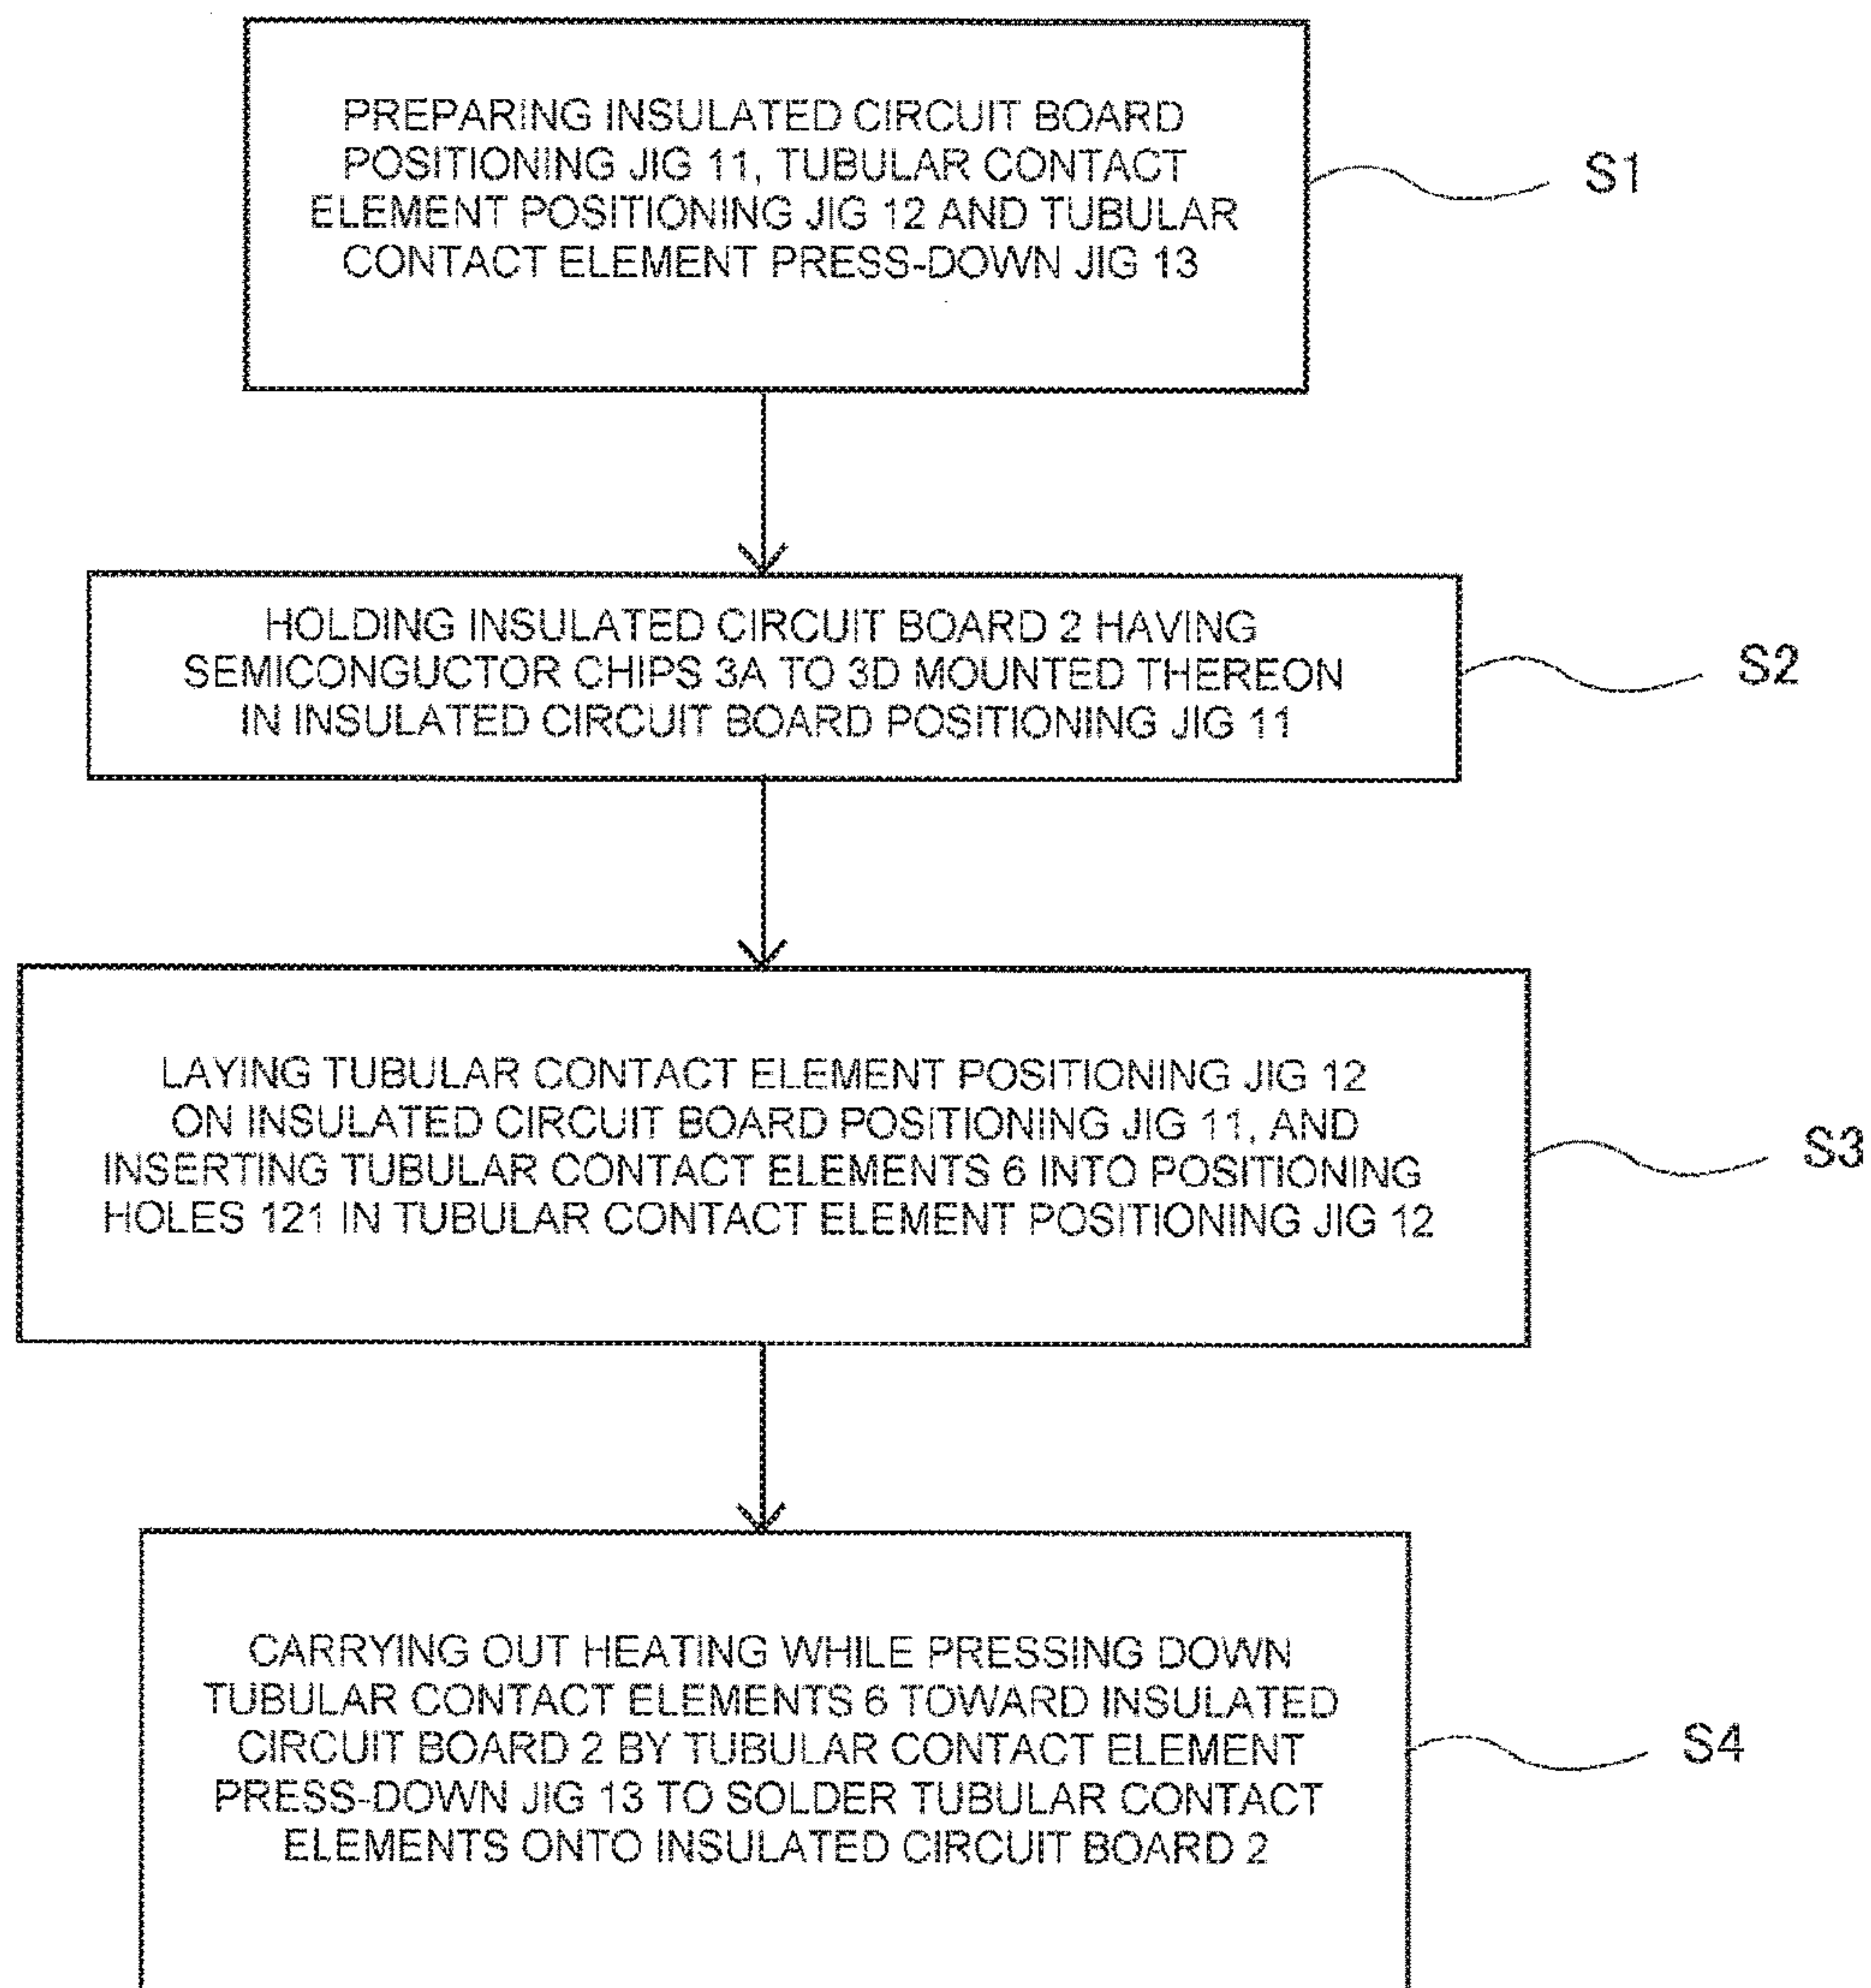 PREPARING INSULATED CIRCUIT BOARD
POSITIONING JIG 11, TUBULAR CONTACT
ELEMENT POSITIONING JIG 12 AND TUBULAR
CONTACT ELEMENT PRESS-DOWN JIG 13
S1
HOLDING INSULATED CIRCUIT BOARD 2 HAVING
SEMICONGUCTOR CHIPS 3A TO 3D MOUNTED THEREON
IN INSULATED CIRCUIT BOARD POSITIONING JIG 11
S2
LAYING TUBULAR CONTACT ELEMENT POSITIONING JIG 12
ON INSULATED CIRCUIT BOARD POSITIONING JIG 11, AND
INSERTING TUBULAR CONTACT ELEMENTS 6 INTO POSITIONING
HOLES 121 IN TUBULAR CONTACT ELEMENT POSITIONING JIG 12
S3
CARRYING OUT HEATING WHILE PRESSING DOWN
TUBULAR CONTACT ELEMENTS 6 TOWARD INSULATED
CIRCUIT BOARD 2 BY TUBULAR CONTACT ELEMENT
PRESS-DOWN JIG 13 TO SOLDER TUBULAR CONTACT
ELEMENTS ONTO INSULATED CIRCUIT BOARD 2
S4